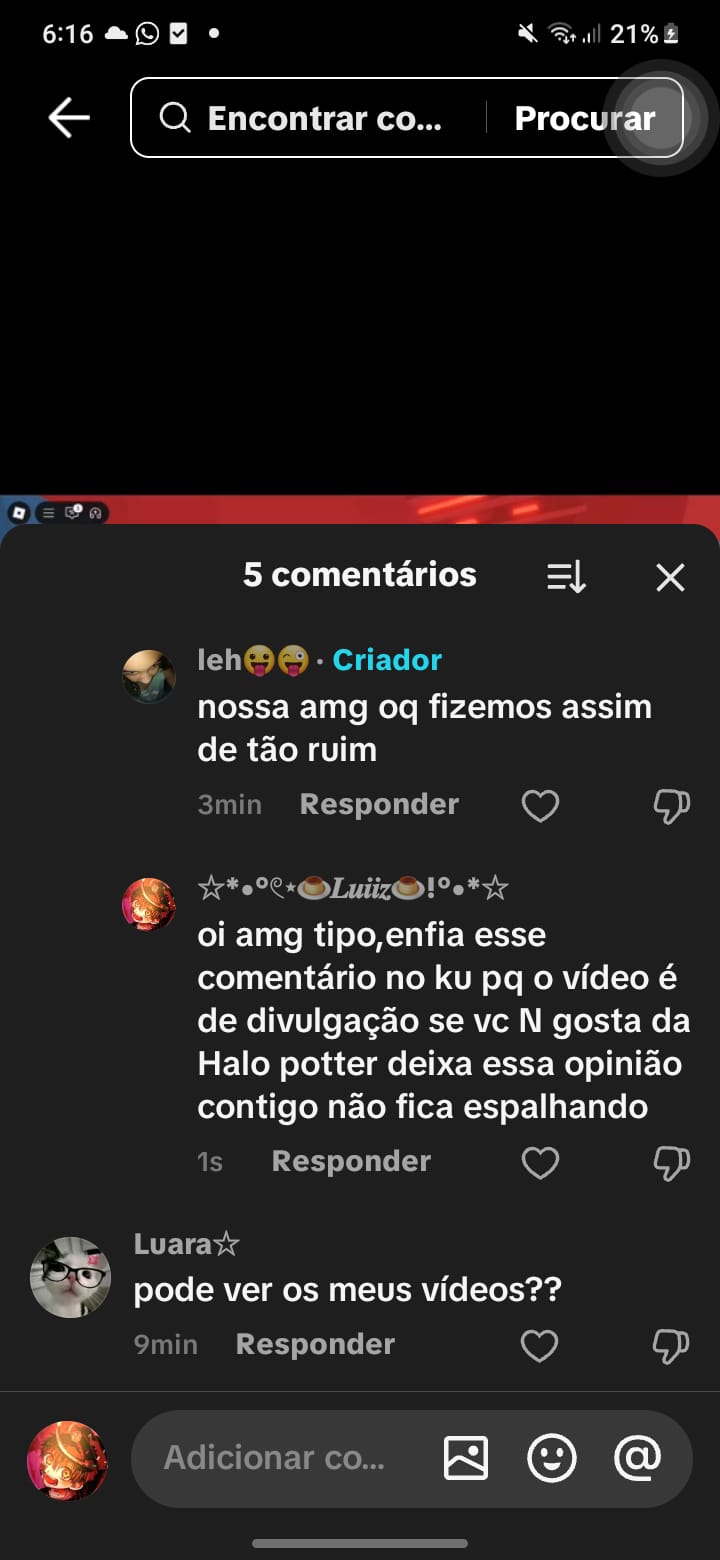 6:16
21%
Encontrar co...
Procurar
5 comentários
leh😛😜 · Criador
nossa amg oq fizemos assim
de tão ruim
3min Responder
☆*•°ৎ⋆🍮𝑳𝒖𝒊𝒊𝒛🍮!°•*☆
oi amg tipo,enfia esse
comentário no ku pq o vídeo é
de divulgação se vc N gosta da
Halo potter deixa essa opinião
contigo não fica espalhando
1s Responder
Luara☆
pode ver os meus vídeos??
9min Responder
Adicionar co...